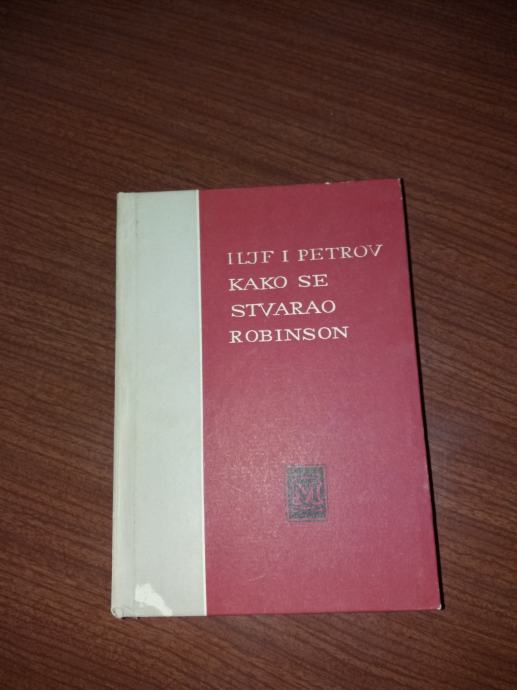 ILJF I PETROV
KAKO SE
STVARAO
ROBINSON
M